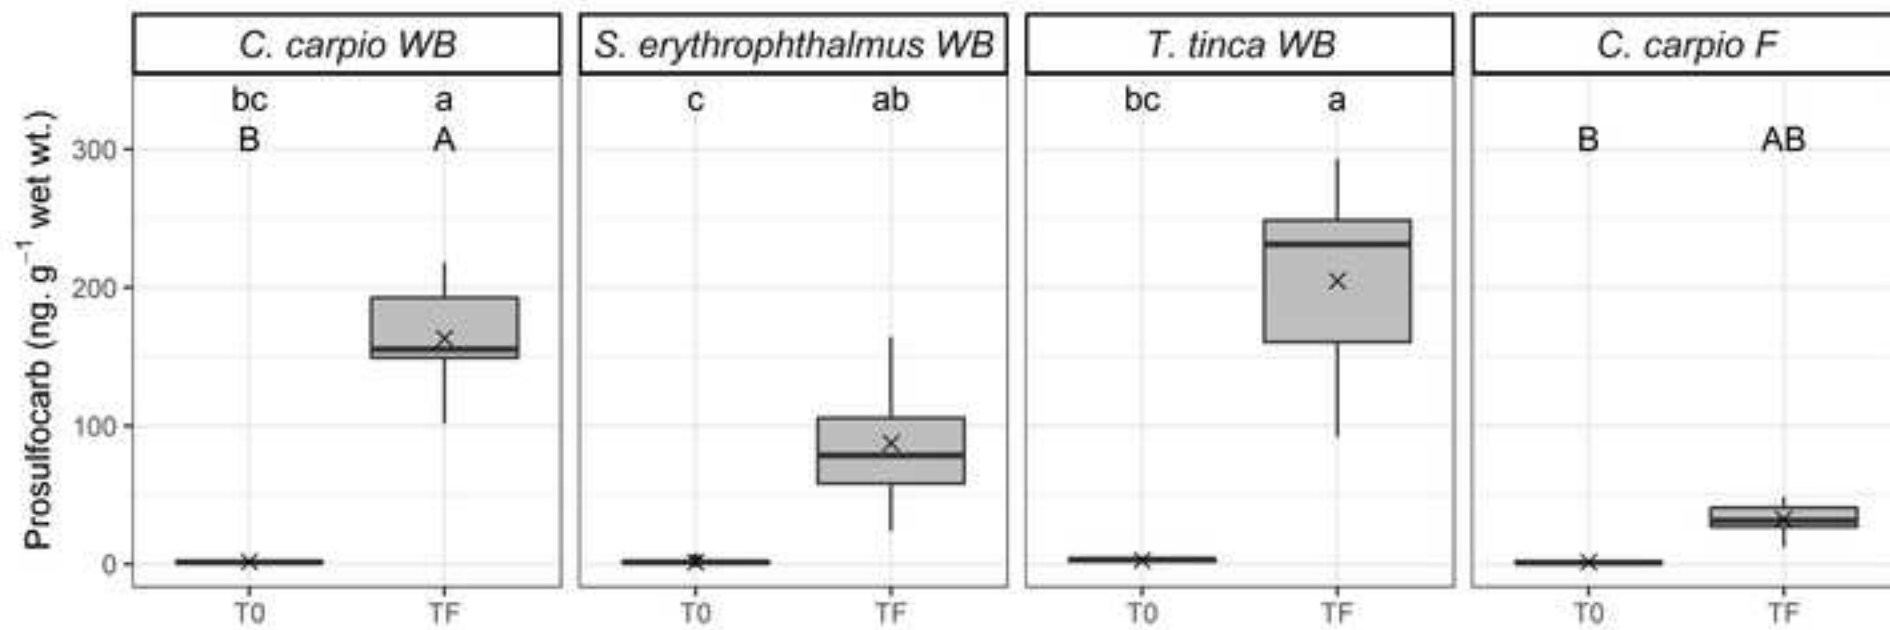 C. carpio WB
S. erythrophthalmus WB
T. tinca WB
C. carpio F
bc a c ab bc a
B A B AB
Prosulfocarb (ng. g⁻¹ wet wt.)
300
200
100
0
T0 TF T0 TF T0 TF T0 TF